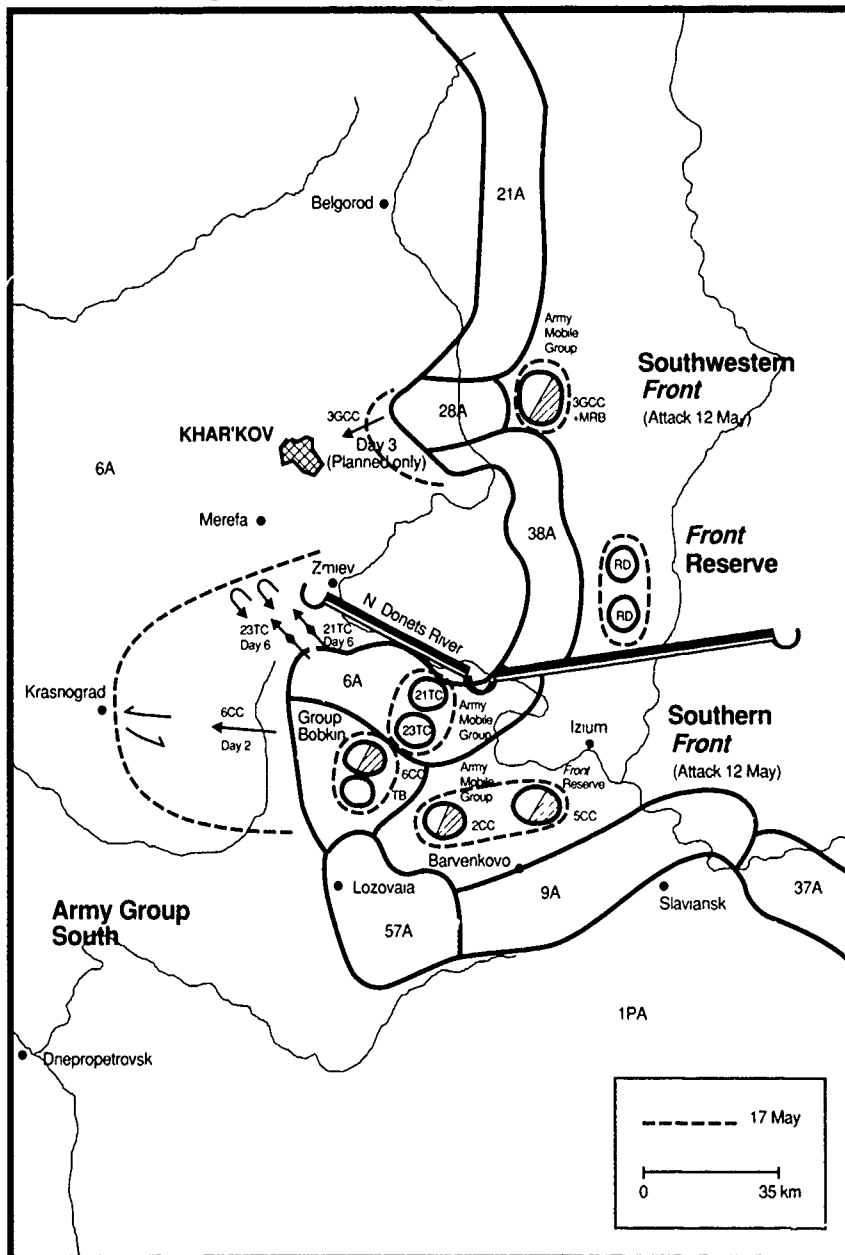 Belgorod
21A
Army
Mobile
Group
Southwestern
Front
(Attack 12 May)
3GCC
+MRB
28A
3GCC
Day 3
(Planned only)
KHAR'KOV
6A
Merefa
38A
Front
Reserve
RD
RD
Zmiev
N Donets River
23TC
Day 6
21TC
Day 6
6A
21TC
23TC
Army
Mobile
Group
Krasnograd
6CC
Day 2
Group
Bobkin
6CC
TB
Izium
Southern
Front
(Attack 12 May)
Army
Mobile
Group
Front
Reserve
2CC
5CC
Barvenkovo
Lozovaia
9A
Slaviansk
37A
57A
Army Group
South
1PA
Dnepropetrovsk
17 May
0 35 km